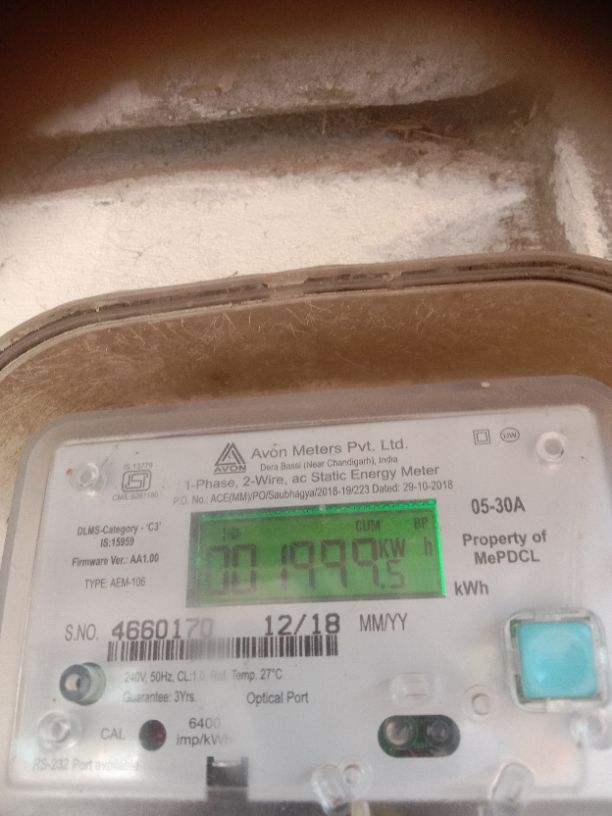 Avon Meters Pvt. Ltd.
AVON
Dera Bassi (Near Chandigarh), India
UW
IS:13779
ISI
1-Phase, 2-Wire, ac Static Energy Meter
P.O. No.: ACE(MM)/PO/Saubhagya/2018-19/223 Dated: 29-10-2018
05-30A
DLMS-Category - 'C3'
IS:15959
Firmware Ver.: AA1.00
TYPE: AEM-106
CUM BP
001999.5 KW h
Property of
MePDCL
kWh
S.NO. 4660170 12/18 MM/YY
240V, 50Hz, CL:1.0, Ref. Temp. 27°C
Guarantee: 3Yrs. Optical Port
CAL 6400
imp/kWh
RS-232 Port available